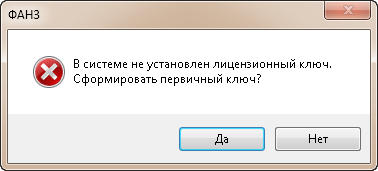 ФАНЗ
В системе не установлен лицензионный ключ.
Сформировать первичный ключ?
Да
Нет